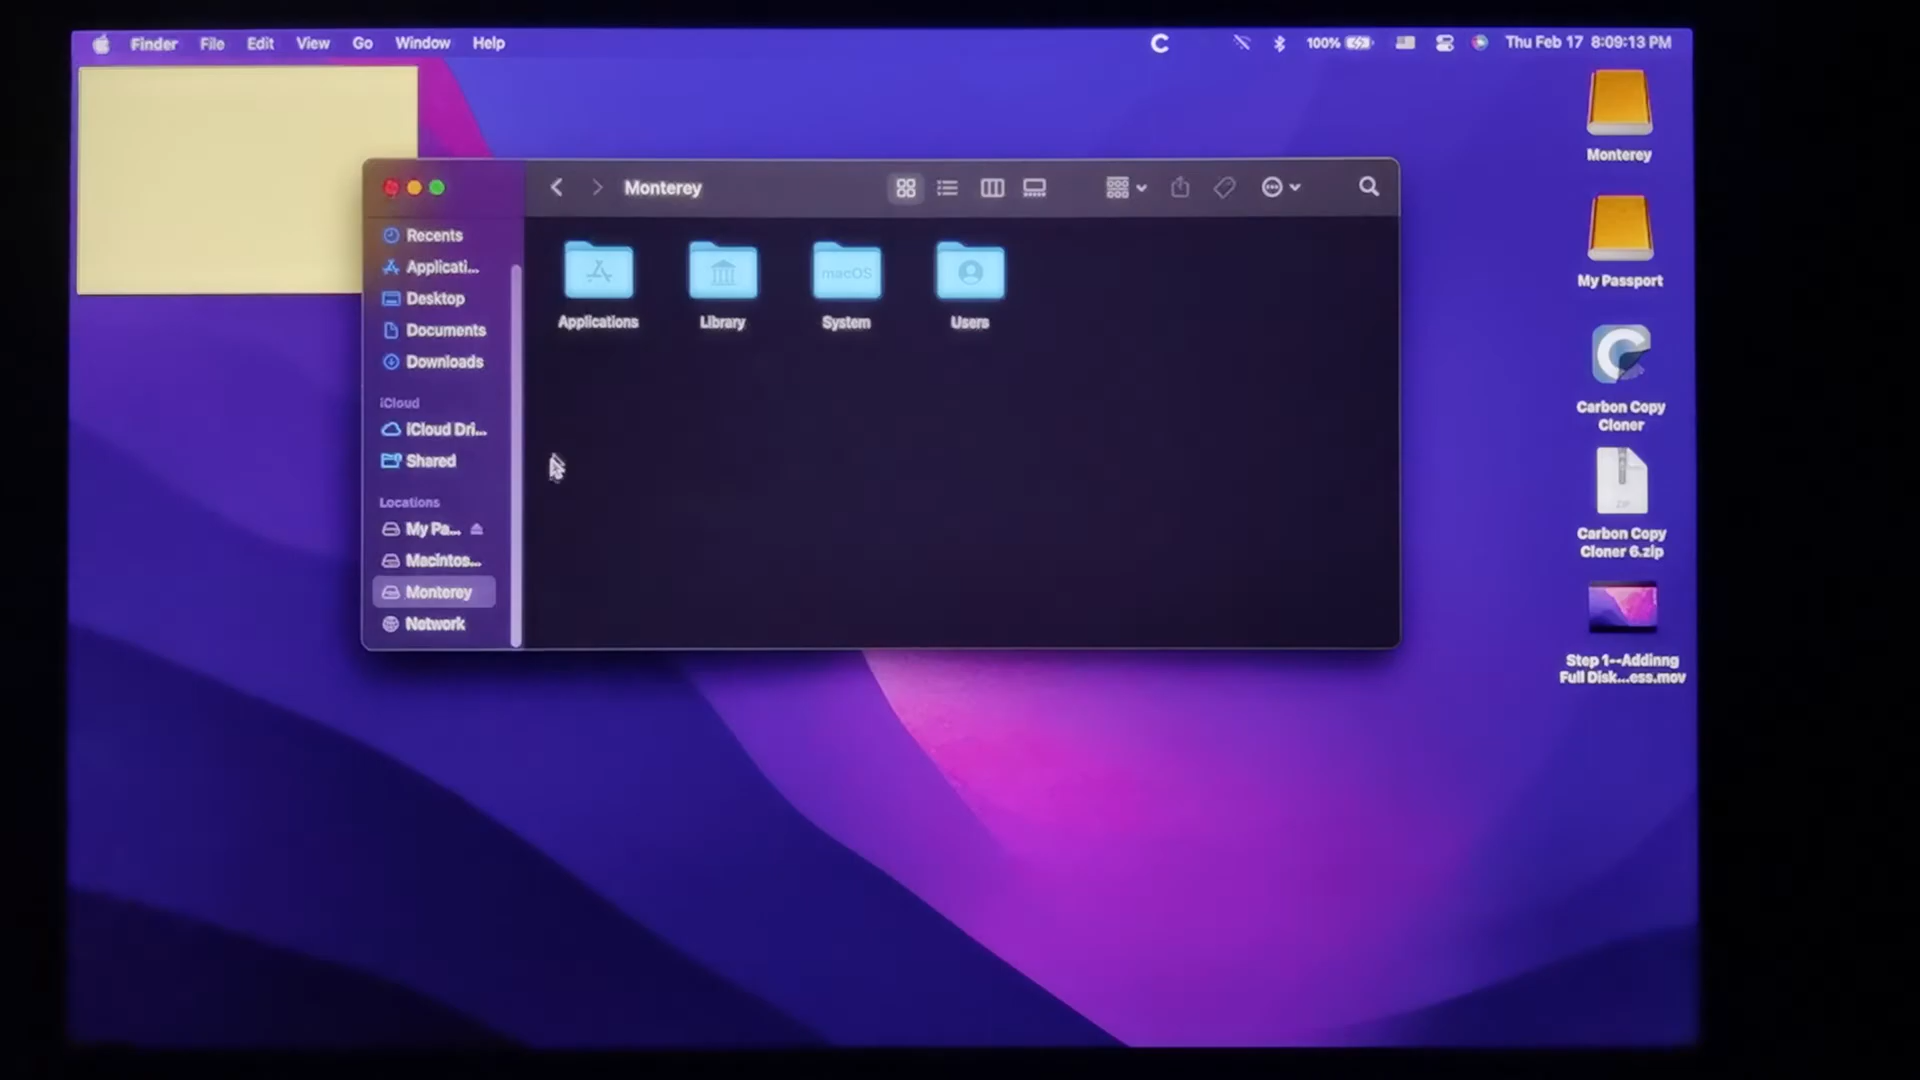 Finder File Edit View Go Window Help 100% Thu Feb 17 8:09:13 PM
Monterey
My Passport
Carbon Copy
Cloner
ZIP
Carbon Copy
Cloner 6.zip
Step 1--Addinng
Full Disk...ess.mov
Monterey
Recents
Applicati...
Desktop
Documents
Downloads
iCloud
iCloud Dri...
Shared
Locations
My Pa...
Macintos...
Monterey
Network
macOS
Applications Library System Users